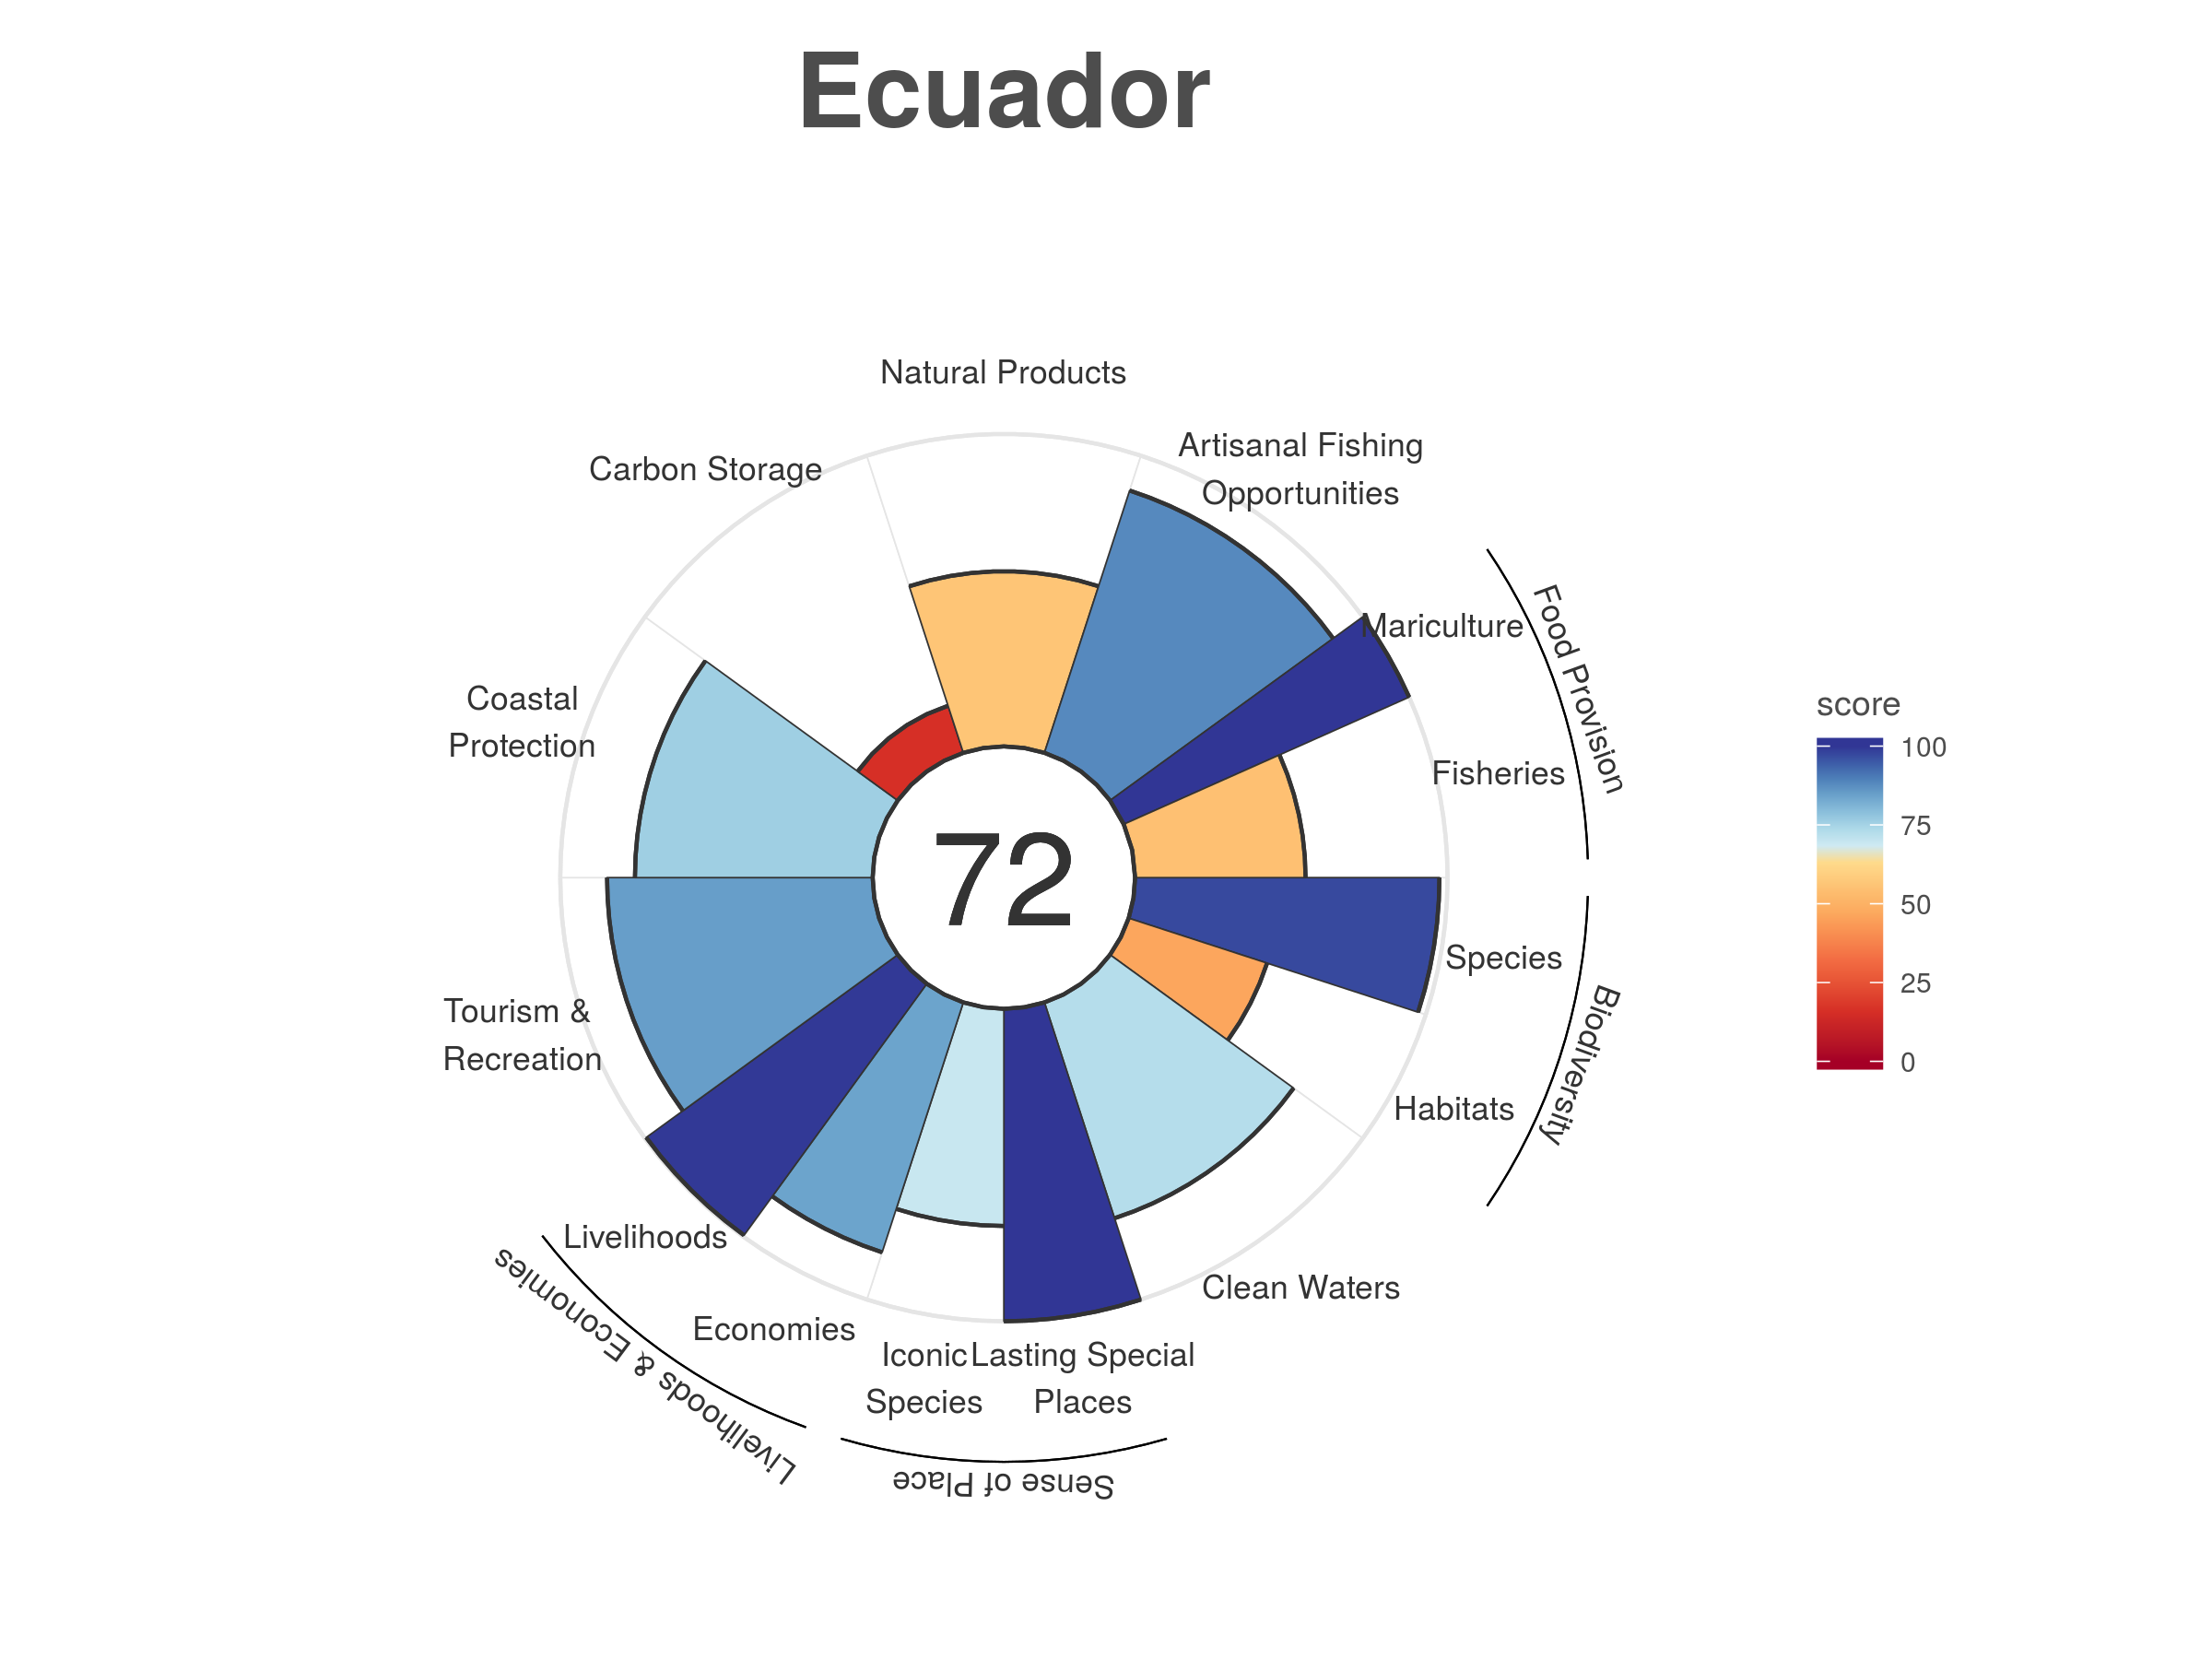 Ecuador
Natural Products
Artisanal Fishing
Opportunities
Carbon Storage
Mariculture
Food Provision
Fisheries
Coastal
Protection
72
Species
Habitats
Biodiversity
Tourism &
Recreation
Livelihoods
Economies
Livelihoods & Economies
Clean Waters
Iconic
Species
Lasting Special
Places
Sense of Place
score
100
75
50
25
0